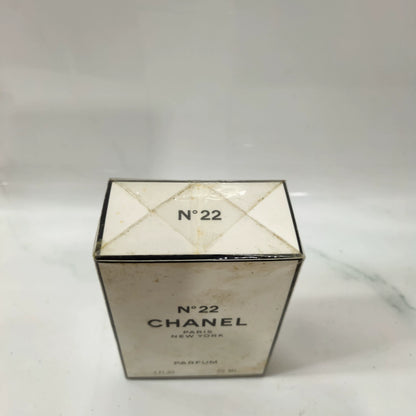 N° 22
N° 22
CHANEL
PARIS
NEW YORK
PARFUM